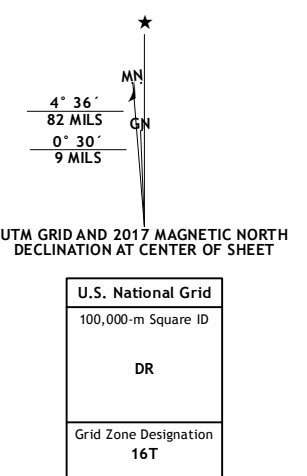 ★
MN
4° 36´
82 MILS
GN
0° 30´
9 MILS
UTM GRID AND 2017 MAGNETIC NORTH
DECLINATION AT CENTER OF SHEET
U.S. National Grid
100,000-m Square ID
DR
Grid Zone Designation
16T